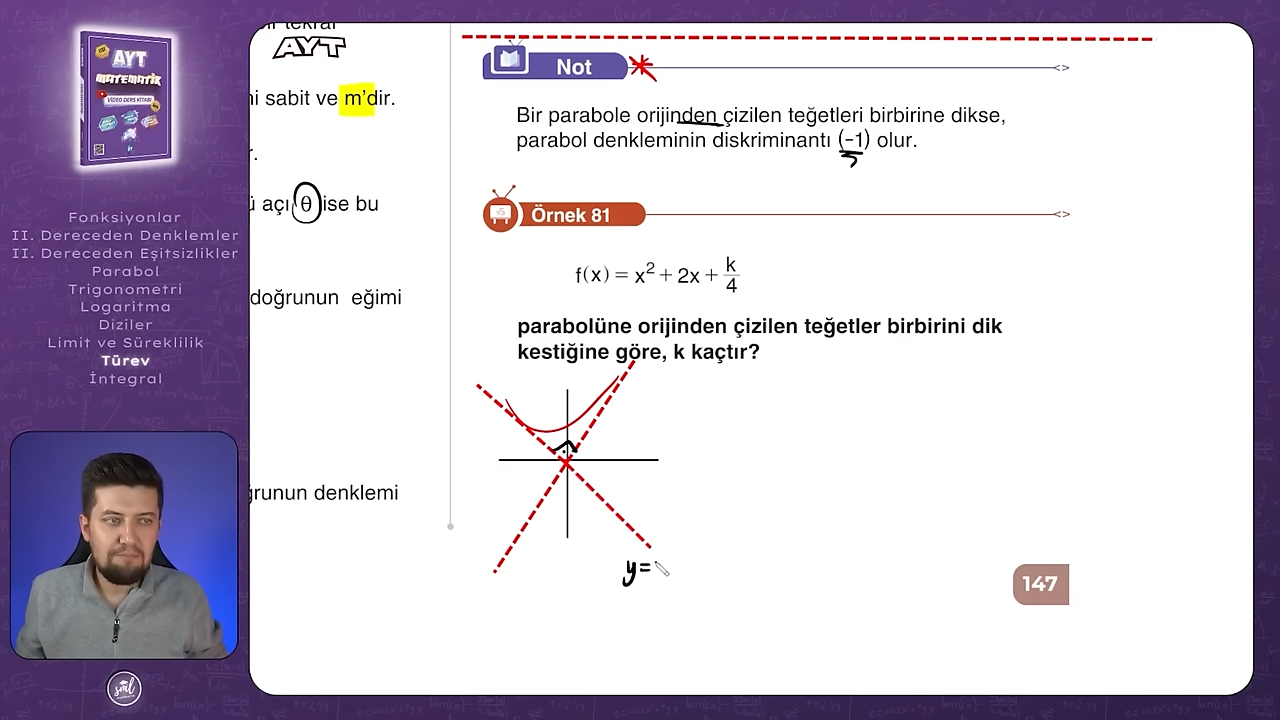 AYT
MATEMATİK
VİDEO DERS KİTABI
Fonksiyonlar
II. Dereceden Denklemler
II. Dereceden Eşitsizlikler
Parabol
Trigonometri
Logaritma
Diziler
Limit ve Süreklilik
Türev
İntegral
sml
tekrar
AYT
sabit ve m'dir.
açı θ ise bu
doğrunun eğimi
denklemi
Not
Bir parabole orijinden çizilen teğetleri birbirine dikse,
parabol denkleminin diskriminantı (−1) olur.
Örnek 81
f(x) = x² + 2x + k/4
parabolüne orijinden çizilen teğetler birbirini dik
kestiğine göre, k kaçtır?
y=
147